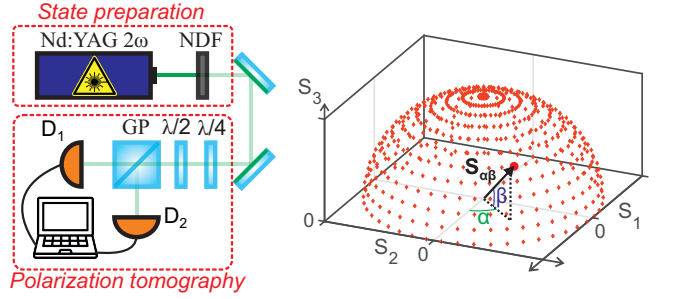 State preparation
Nd:YAG 2ω
NDF
GP
λ/2
λ/4
D1
D2
Polarization tomography
S3
Sαβ
β
α
0
S2
0
0
S1